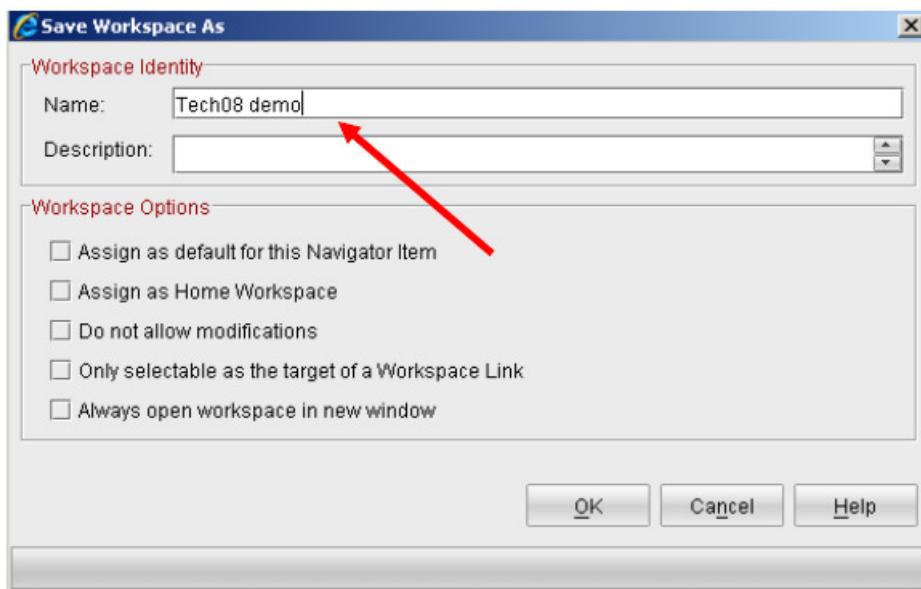 Save Workspace As
Workspace Identity
Name: Tech08 demo
Description:
Workspace Options
Assign as default for this Navigator Item
Assign as Home Workspace
Do not allow modifications
Only selectable as the target of a Workspace Link
Always open workspace in new window
OK Cancel Help